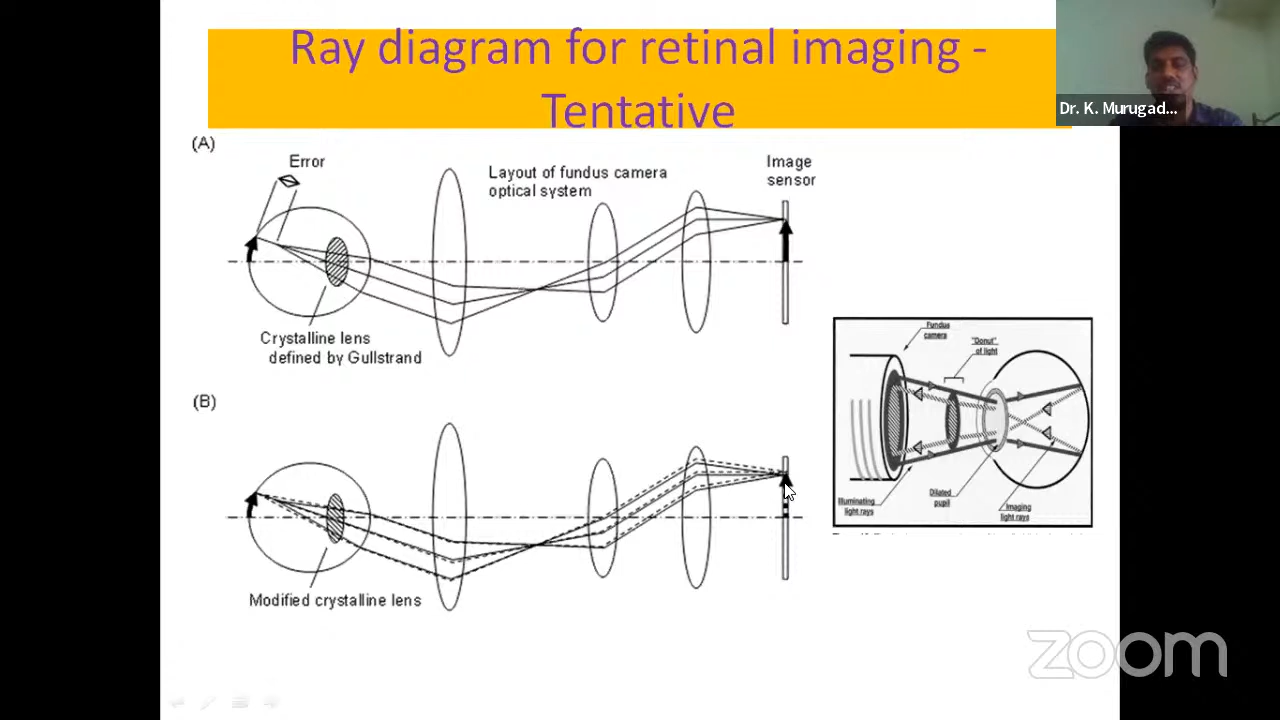 Ray diagram for retinal imaging -
Tentative
Dr. K. Murugad...
(A)
Error
Layout of fundus camera
optical system
Image
sensor
Crystalline lens
defined by Gullstrand
(B)
Modified crystalline lens
Fundus
camera
"Donut"
of light
Illuminating
light rays
Dilated
pupil
Imaging
light rays
zoom